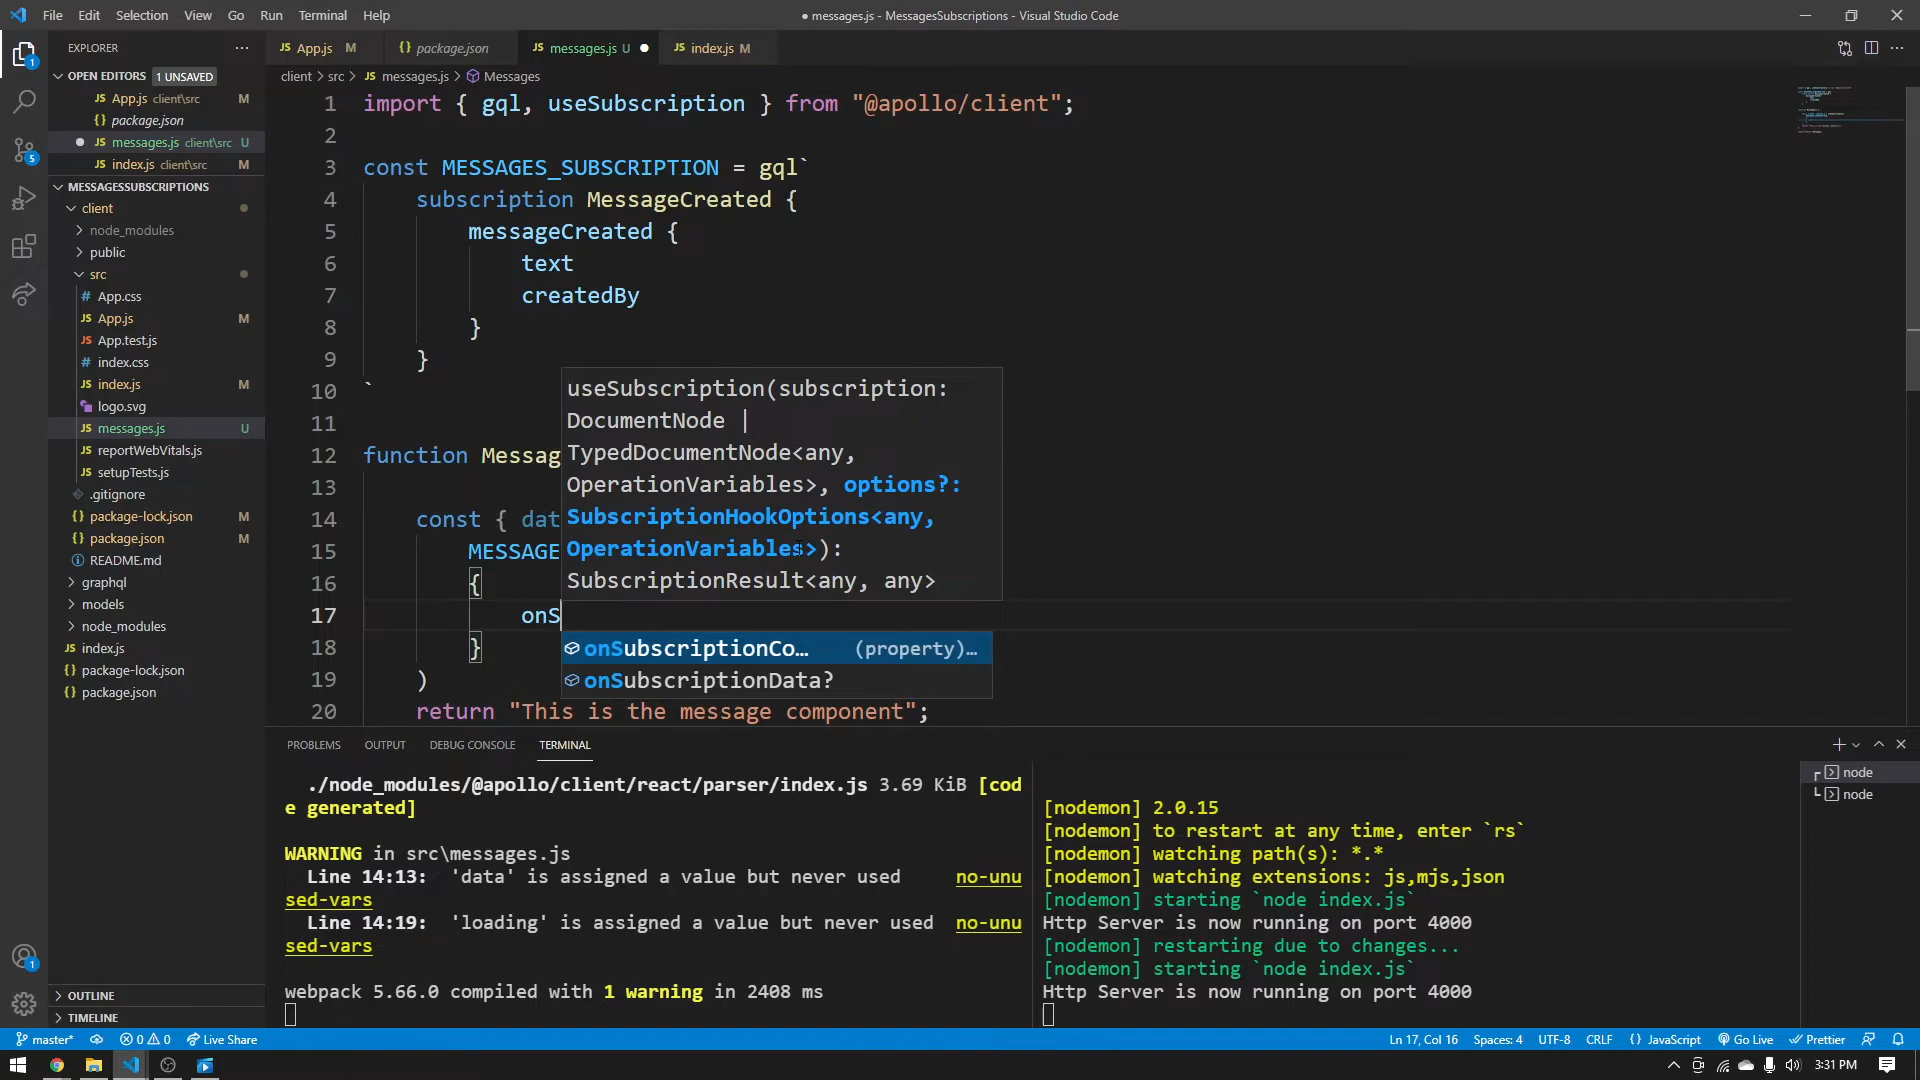 File Edit Selection View Go Run Terminal Help
● messages.js - MessagesSubscriptions - Visual Studio Code
EXPLORER
OPEN EDITORS 1 UNSAVED
JS App.js client\src M
{} package.json
● JS messages.js client\src U
JS index.js client\src M
MESSAGESSUBSCRIPTIONS
client
node_modules
public
src
# App.css
JS App.js M
JS App.test.js
# index.css
JS index.js M
logo.svg
JS messages.js U
JS reportWebVitals.js
JS setupTests.js
.gitignore
{} package-lock.json M
{} package.json M
README.md
graphql
models
node_modules
JS index.js
{} package-lock.json
{} package.json
OUTLINE
TIMELINE
JS App.js M {} package.json JS messages.js U ● JS index.js M
client > src > JS messages.js > Messages
1 import { gql, useSubscription } from "@apollo/client";
2
3 const MESSAGES_SUBSCRIPTION = gql`
4 subscription MessageCreated {
5 messageCreated {
6 text
7 createdBy
8 }
9 }
10 `
11
12 function Messag
13
14 const { dat
15 MESSAGE
16 {
17 onS
18 }
19 )
20 return "This is the message component";
useSubscription(subscription:
DocumentNode |
TypedDocumentNode<any,
OperationVariables>, options?:
SubscriptionHookOptions<any,
OperationVariables>):
SubscriptionResult<any, any>
onSubscriptionCo… (property)…
onSubscriptionData?
PROBLEMS OUTPUT DEBUG CONSOLE TERMINAL
./node_modules/@apollo/client/react/parser/index.js 3.69 KiB [cod
e generated]
WARNING in src\messages.js
Line 14:13: 'data' is assigned a value but never used no-unu
sed-vars
Line 14:19: 'loading' is assigned a value but never used no-unu
sed-vars
webpack 5.66.0 compiled with 1 warning in 2408 ms
[nodemon] 2.0.15
[nodemon] to restart at any time, enter `rs`
[nodemon] watching path(s): *.*
[nodemon] watching extensions: js,mjs,json
[nodemon] starting `node index.js`
Http Server is now running on port 4000
[nodemon] restarting due to changes...
[nodemon] starting `node index.js`
Http Server is now running on port 4000
node
node
1
5
1
master* 0 0 Live Share
Ln 17, Col 16 Spaces: 4 UTF-8 CRLF {} JavaScript Go Live Prettier
3:31 PM